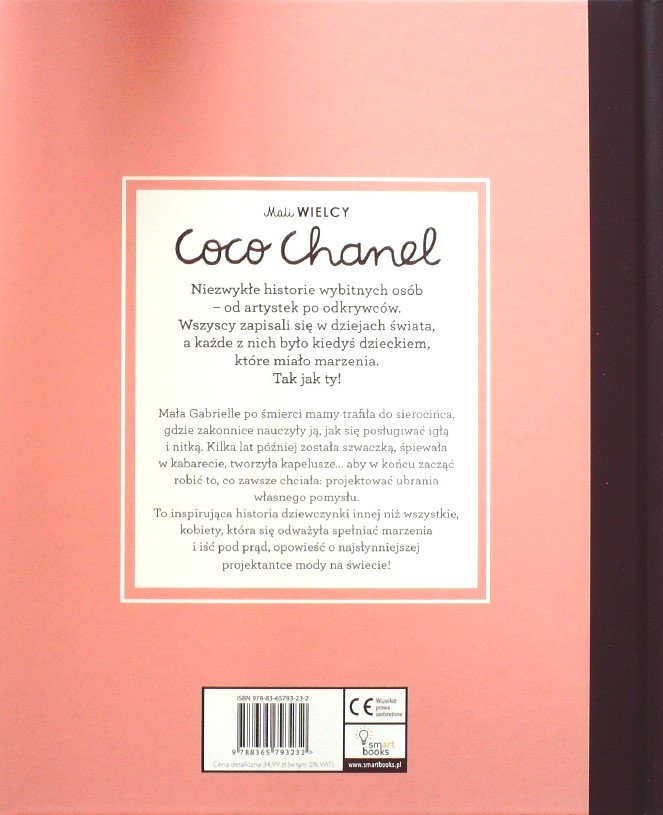 Mali WIELCY
Coco Chanel
Niezwykłe historie wybitnych osób
– od artystek po odkrywców.
Wszyscy zapisali się w dziejach świata,
a każde z nich było kiedyś dzieckiem,
które miało marzenia.
Tak jak ty!
Mała Gabrielle po śmierci mamy trafiła do sierocińca,
gdzie zakonnice nauczyły ją, jak się posługiwać igłą
i nitką. Kilka lat później została szwaczką, śpiewała
w kabarecie, tworzyła kapelusze... aby w końcu zacząć
robić to, co zawsze chciała: projektować ubrania
własnego pomysłu.
To inspirująca historia dziewczynki innej niż wszystkie,
kobiety, która się odważyła spełniać marzenia
i iść pod prąd, opowieść o najsłynniejszej
projektantce mody na świecie!
ISBN 978-83-65793-23-2
9 788365 793232 >
Cena detaliczna 34,99 zł (w tym 5% VAT)
CE
Wszelkie
prawa
zastrzeżone
smart
books
www.smartbooks.pl